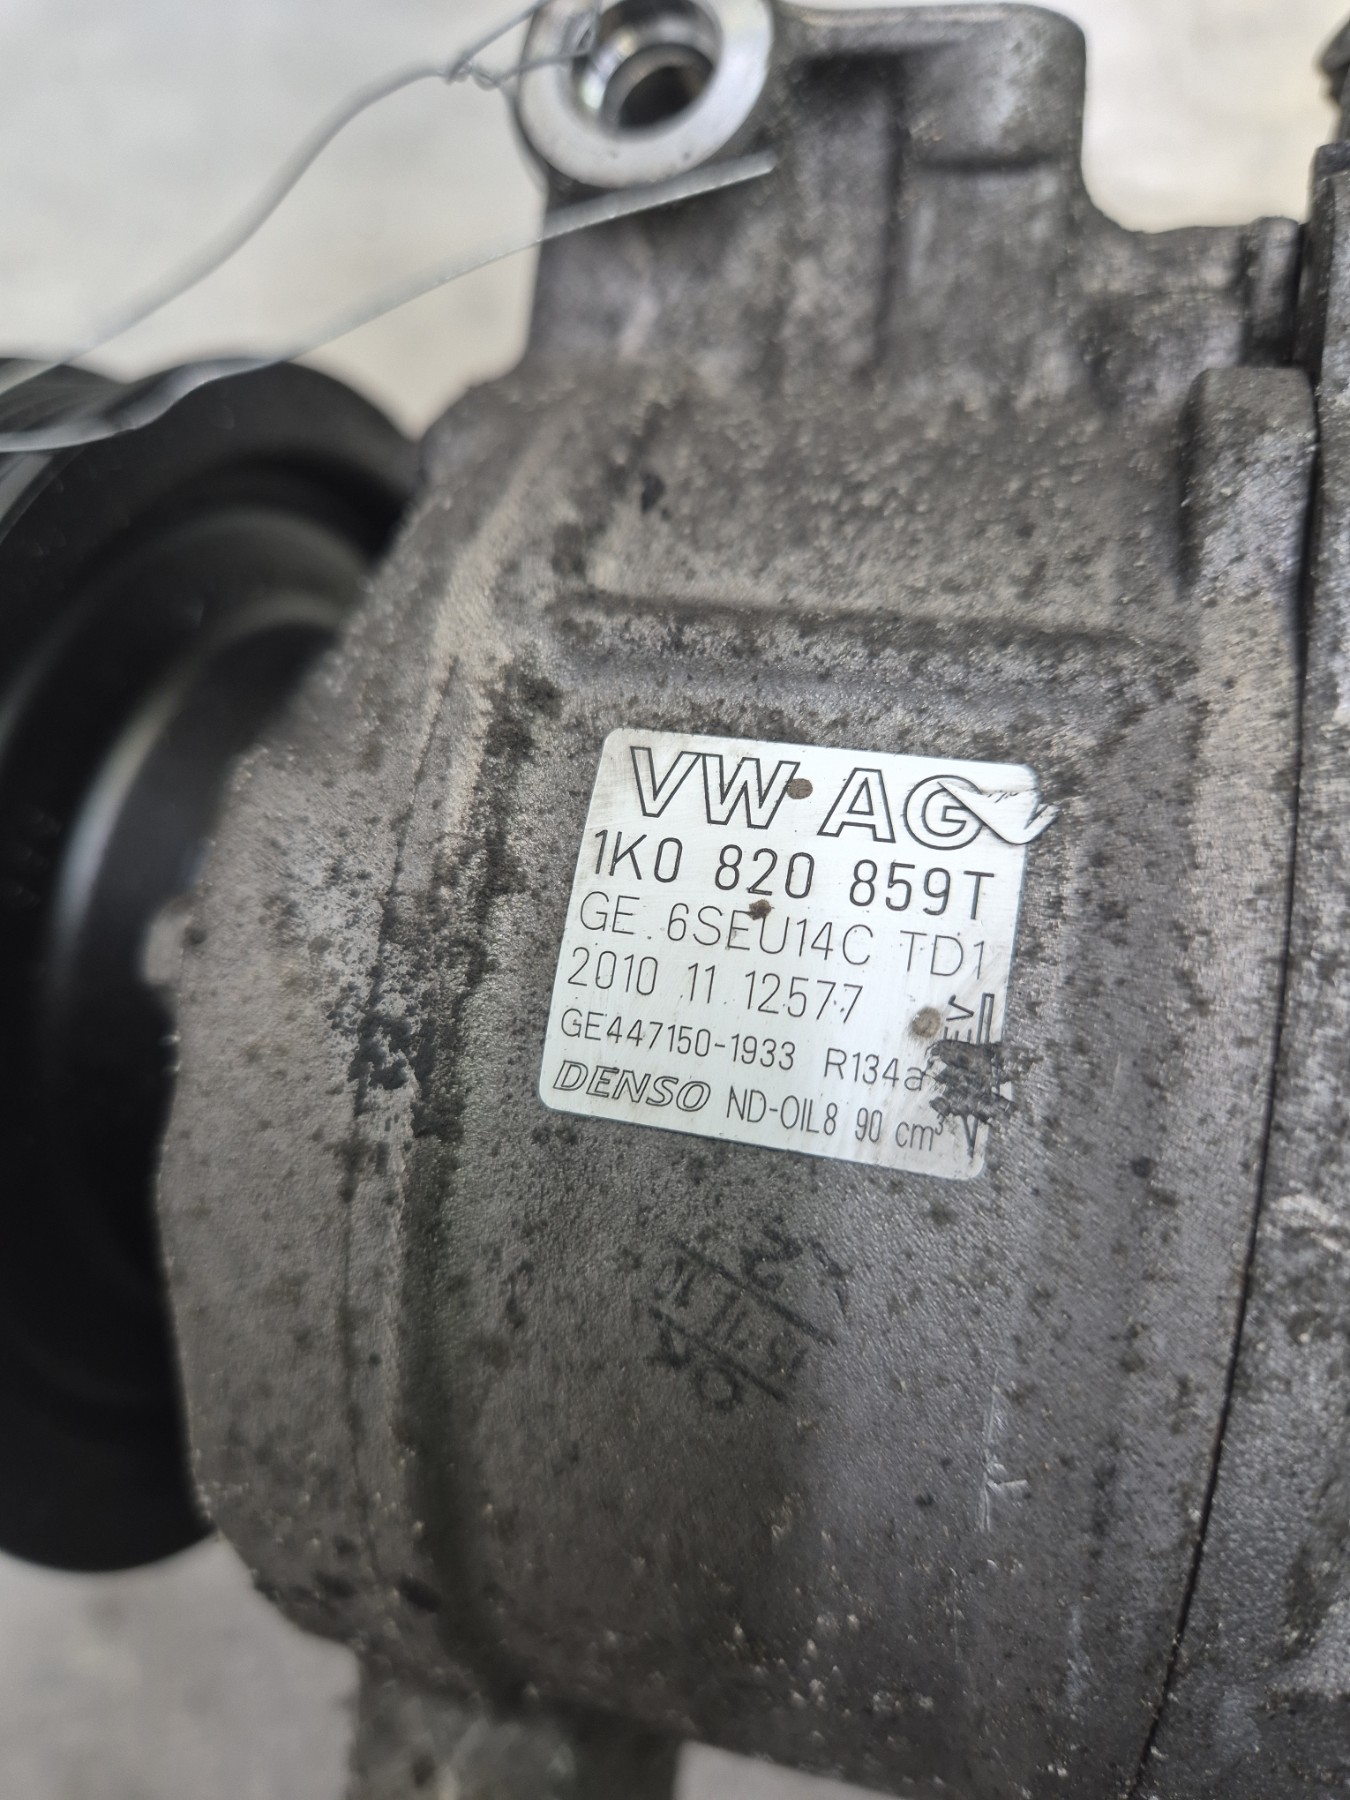 VW AG
1K0 820 859T
GE 6SEU14C TD1
2010 11 12577
GE447150-1933 R134a
DENSO ND-OIL8 90 cm³